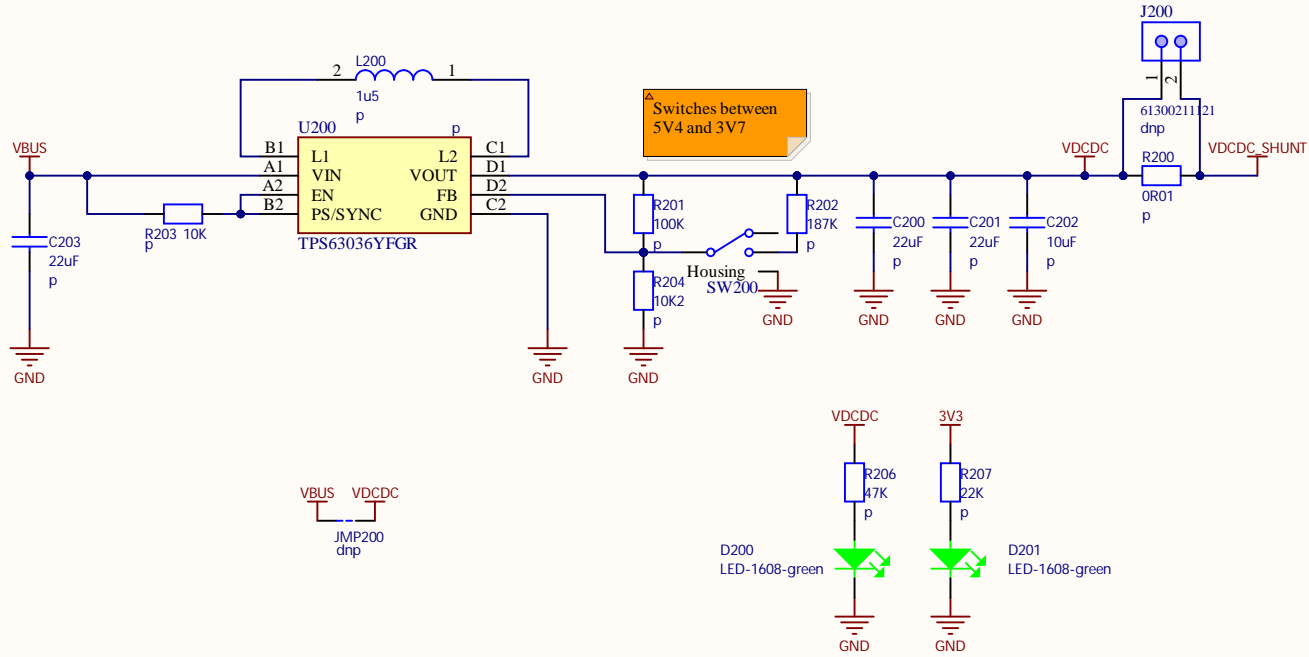 J200
1
2
61300211121
dnp
L200
2
1
1u5
p
p
U200
B1
L1
L2
C1
A1
VIN
VOUT
D1
A2
EN
FB
D2
B2
PS/SYNC
GND
C2
TPS63036YFGR
Switches between
5V4 and 3V7
VBUS
C203
22uF
p
GND
R203 10K
p
GND
R201
100K
p
R204
10K2
p
GND
Housing
SW200
GND
R202
187K
p
C200
22uF
p
GND
C201
22uF
p
GND
C202
10uF
p
GND
VDCDC
R200
0R01
p
VDCDC_SHUNT
VBUS
VDCDC
JMP200
dnp
VDCDC
R206
47K
p
D200
LED-1608-green
GND
3V3
R207
22K
p
D201
LED-1608-green
GND